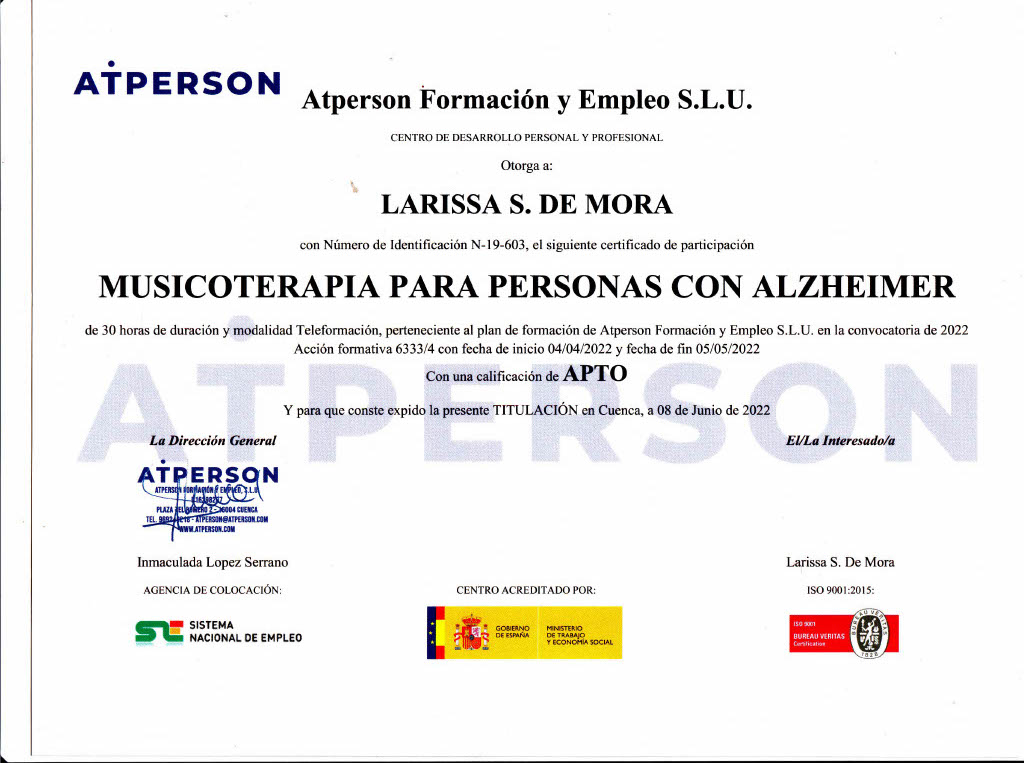 ATPERSON
Atperson Formación y Empleo S.L.U.
CENTRO DE DESARROLLO PERSONAL Y PROFESIONAL
Otorga a:
LARISSA S. DE MORA
con Número de Identificación N-19-603, el siguiente certificado de participación
MUSICOTERAPIA PARA PERSONAS CON ALZHEIMER
de 30 horas de duración y modalidad Teleformación, perteneciente al plan de formación de Atperson Formación y Empleo S.L.U. en la convocatoria de 2022
Acción formativa 6333/4 con fecha de inicio 04/04/2022 y fecha de fin 05/05/2022
Con una calificación de APTO
Y para que conste expido la presente TITULACIÓN en Cuenca, a 08 de Junio de 2022
ATPERSON
La Dirección General
El/La Interesado/a
ATPERSON
ATPERSON FORMACIÓN Y EMPLEO, S.L.U.
PLAZA 2 - 16004 CUENCA
TEL. - ATPERSON@ATPERSON.COM
WWW.ATPERSON.COM
Inmaculada Lopez Serrano
Larissa S. De Mora
AGENCIA DE COLOCACIÓN:
CENTRO ACREDITADO POR:
ISO 9001:2015:
SISTEMA
NACIONAL DE EMPLEO
GOBIERNO
DE ESPAÑA
MINISTERIO
DE TRABAJO
Y ECONOMÍA SOCIAL
ISO 9001
BUREAU VERITAS
Certification
BUREAU VERITAS
1828